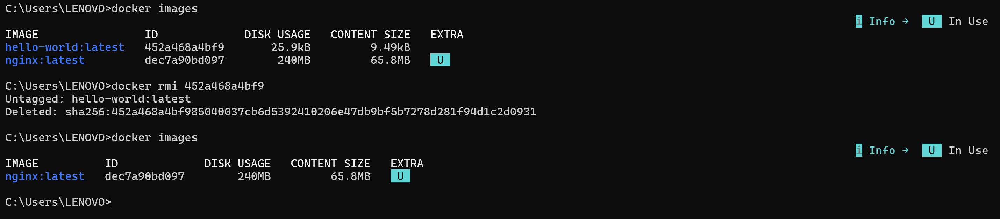 C:\Users\LENOVO>docker images
i Info → U In Use
IMAGE ID DISK USAGE CONTENT SIZE EXTRA
hello-world:latest 452a468a4bf9 25.9kB 9.49kB
nginx:latest dec7a90bd097 240MB 65.8MB U
C:\Users\LENOVO>docker rmi 452a468a4bf9
Untagged: hello-world:latest
Deleted: sha256:452a468a4bf985040037cb6d5392410206e47db9bf5b7278d281f94d1c2d0931
C:\Users\LENOVO>docker images
i Info → U In Use
IMAGE ID DISK USAGE CONTENT SIZE EXTRA
nginx:latest dec7a90bd097 240MB 65.8MB U
C:\Users\LENOVO>